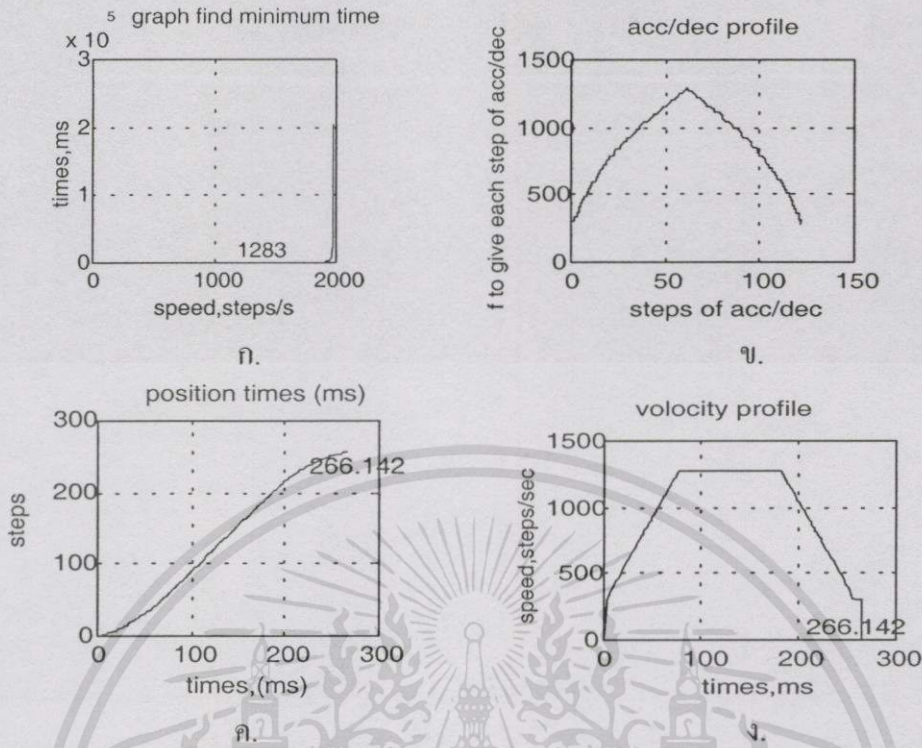 5 graph find minimum time
x 10
3
2
1
0
times,ms
1283
0 1000 2000
speed,steps/s
ก.
acc/dec profile
1500
1000
500
0
f to give each step of acc/dec
0 50 100 150
steps of acc/dec
ข.
position times (ms)
300
200
100
0
steps
266.142
0 100 200 300
times,(ms)
ค.
volocity profile
1500
1000
500
0
speed,steps/sec
266.142
0 100 200 300
times,ms
ง.